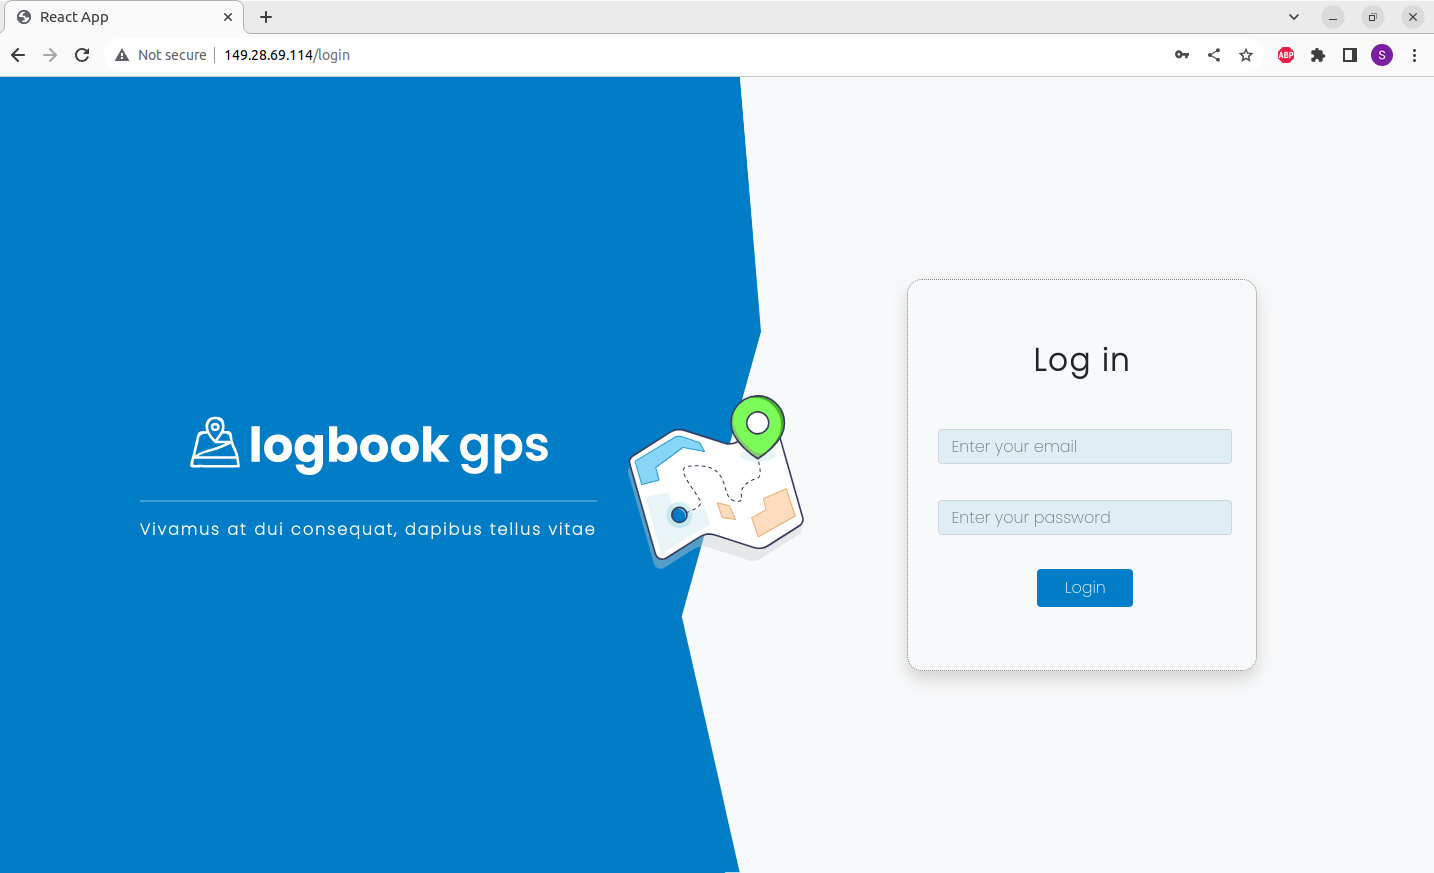 React App
Not secure 149.28.69.114/login
ABP
S
logbook gps
Vivamus at dui consequat, dapibus tellus vitae
Log in
Enter your email
Enter your password
Login